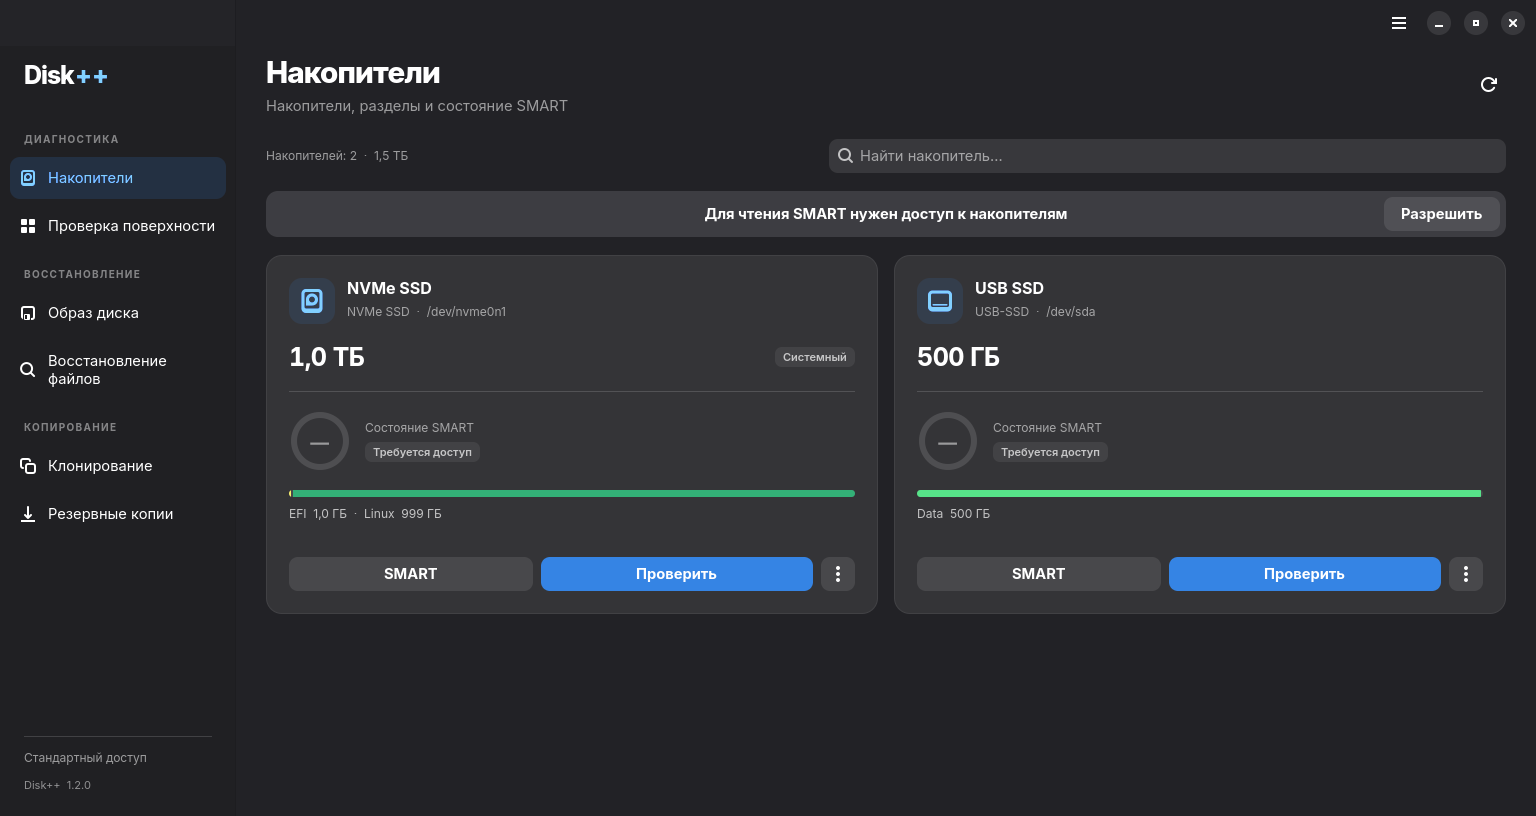 Disk++
ДИАГНОСТИКА
Накопители
Проверка поверхности
ВОССТАНОВЛЕНИЕ
Образ диска
Восстановление
файлов
КОПИРОВАНИЕ
Клонирование
Резервные копии
Стандартный доступ
Disk++ 1.2.0
Накопители
Накопители, разделы и состояние SMART
Накопителей: 2 · 1,5 ТБ
Найти накопитель…
Для чтения SMART нужен доступ к накопителям
Разрешить
NVMe SSD
NVMe SSD · /dev/nvme0n1
1,0 ТБ
Системный
—
Состояние SMART
Требуется доступ
EFI 1,0 ГБ · Linux 999 ГБ
SMART
Проверить
USB SSD
USB-SSD · /dev/sda
500 ГБ
—
Состояние SMART
Требуется доступ
Data 500 ГБ
SMART
Проверить